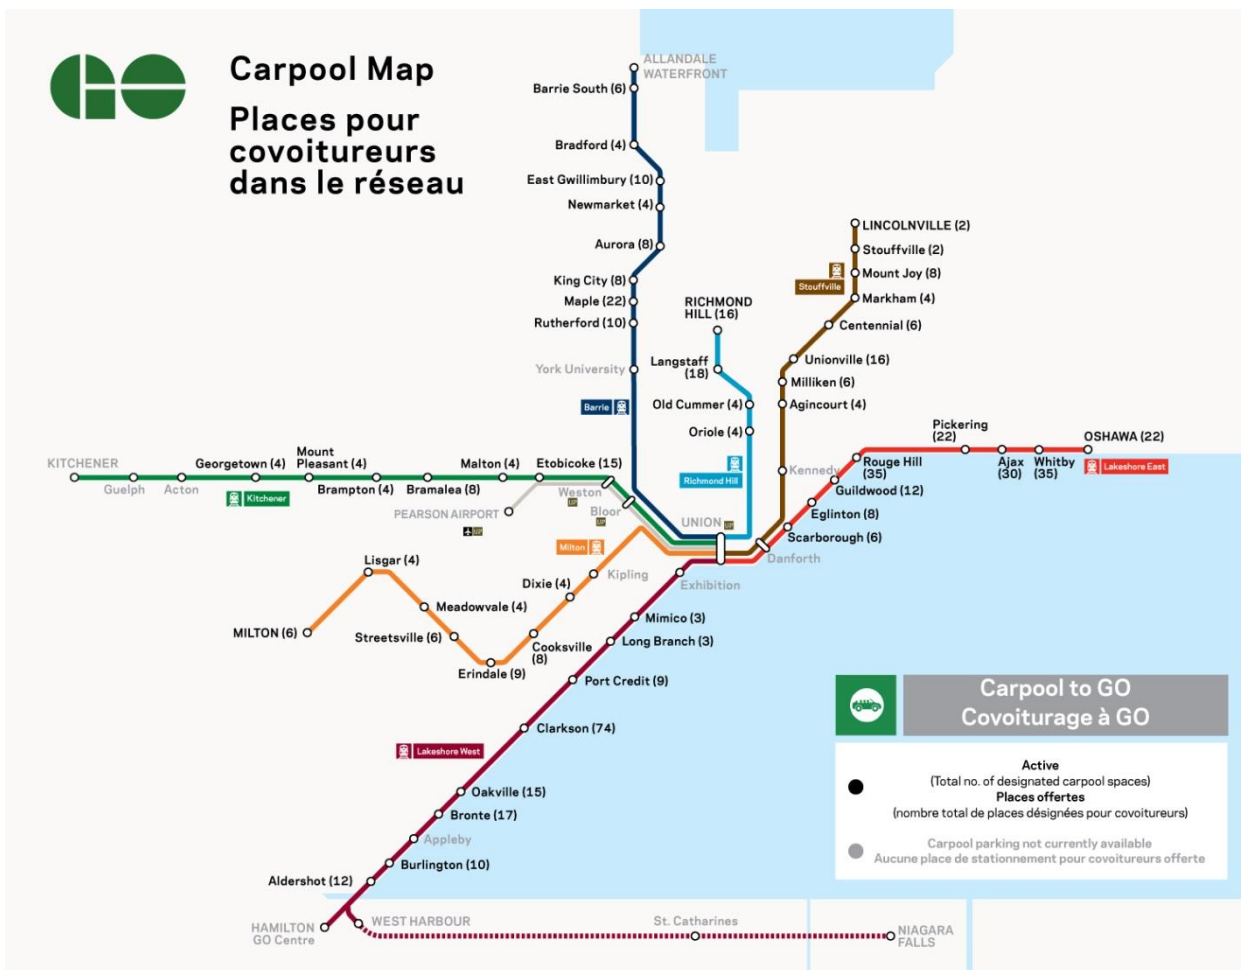 GO
Carpool Map
Places pour
covoitureurs
dans le réseau
ALLANDALE
WATERFRONT
Barrie South (6)
Bradford (4)
East Gwillimbury (10)
Newmarket (4)
Aurora (8)
King City (8)
Maple (22)
Rutherford (10)
York University
Barrie
RICHMOND
HILL (16)
Langstaff
(18)
Old Cummer (4)
Oriole (4)
Richmond Hill
LINCOLNVILLE (2)
Stouffville (2)
Mount Joy (8)
Stouffville
Markham (4)
Centennial (6)
Unionville (16)
Milliken (6)
Agincourt (4)
Kennedy
KITCHENER
Guelph
Acton
Georgetown (4)
Kitchener
Mount
Pleasant (4)
Brampton (4)
Bramalea (8)
Malton (4)
Etobicoke (15)
Weston
UP
Bloor
UP
PEARSON AIRPORT
UP
UNION UP
Pickering
(22)
Ajax
(30)
Whitby
(35)
OSHAWA (22)
Lakeshore East
Rouge Hill
(35)
Guildwood (12)
Eglinton (8)
Scarborough (6)
Danforth
Milton
Kipling
Dixie (4)
Cooksville
(8)
Erindale (9)
Streetsville (6)
Meadowvale (4)
Lisgar (4)
MILTON (6)
Exhibition
Mimico (3)
Long Branch (3)
Port Credit (9)
Clarkson (74)
Lakeshore West
Oakville (15)
Bronte (17)
Appleby
Burlington (10)
Aldershot (12)
HAMILTON
GO Centre
WEST HARBOUR
St. Catharines
NIAGARA
FALLS
Carpool to GO
Covoiturage à GO
Active
(Total no. of designated carpool spaces)
Places offertes
(nombre total de places désignées pour covoitureurs)
Carpool parking not currently available
Aucune place de stationnement pour covoitureurs offerte